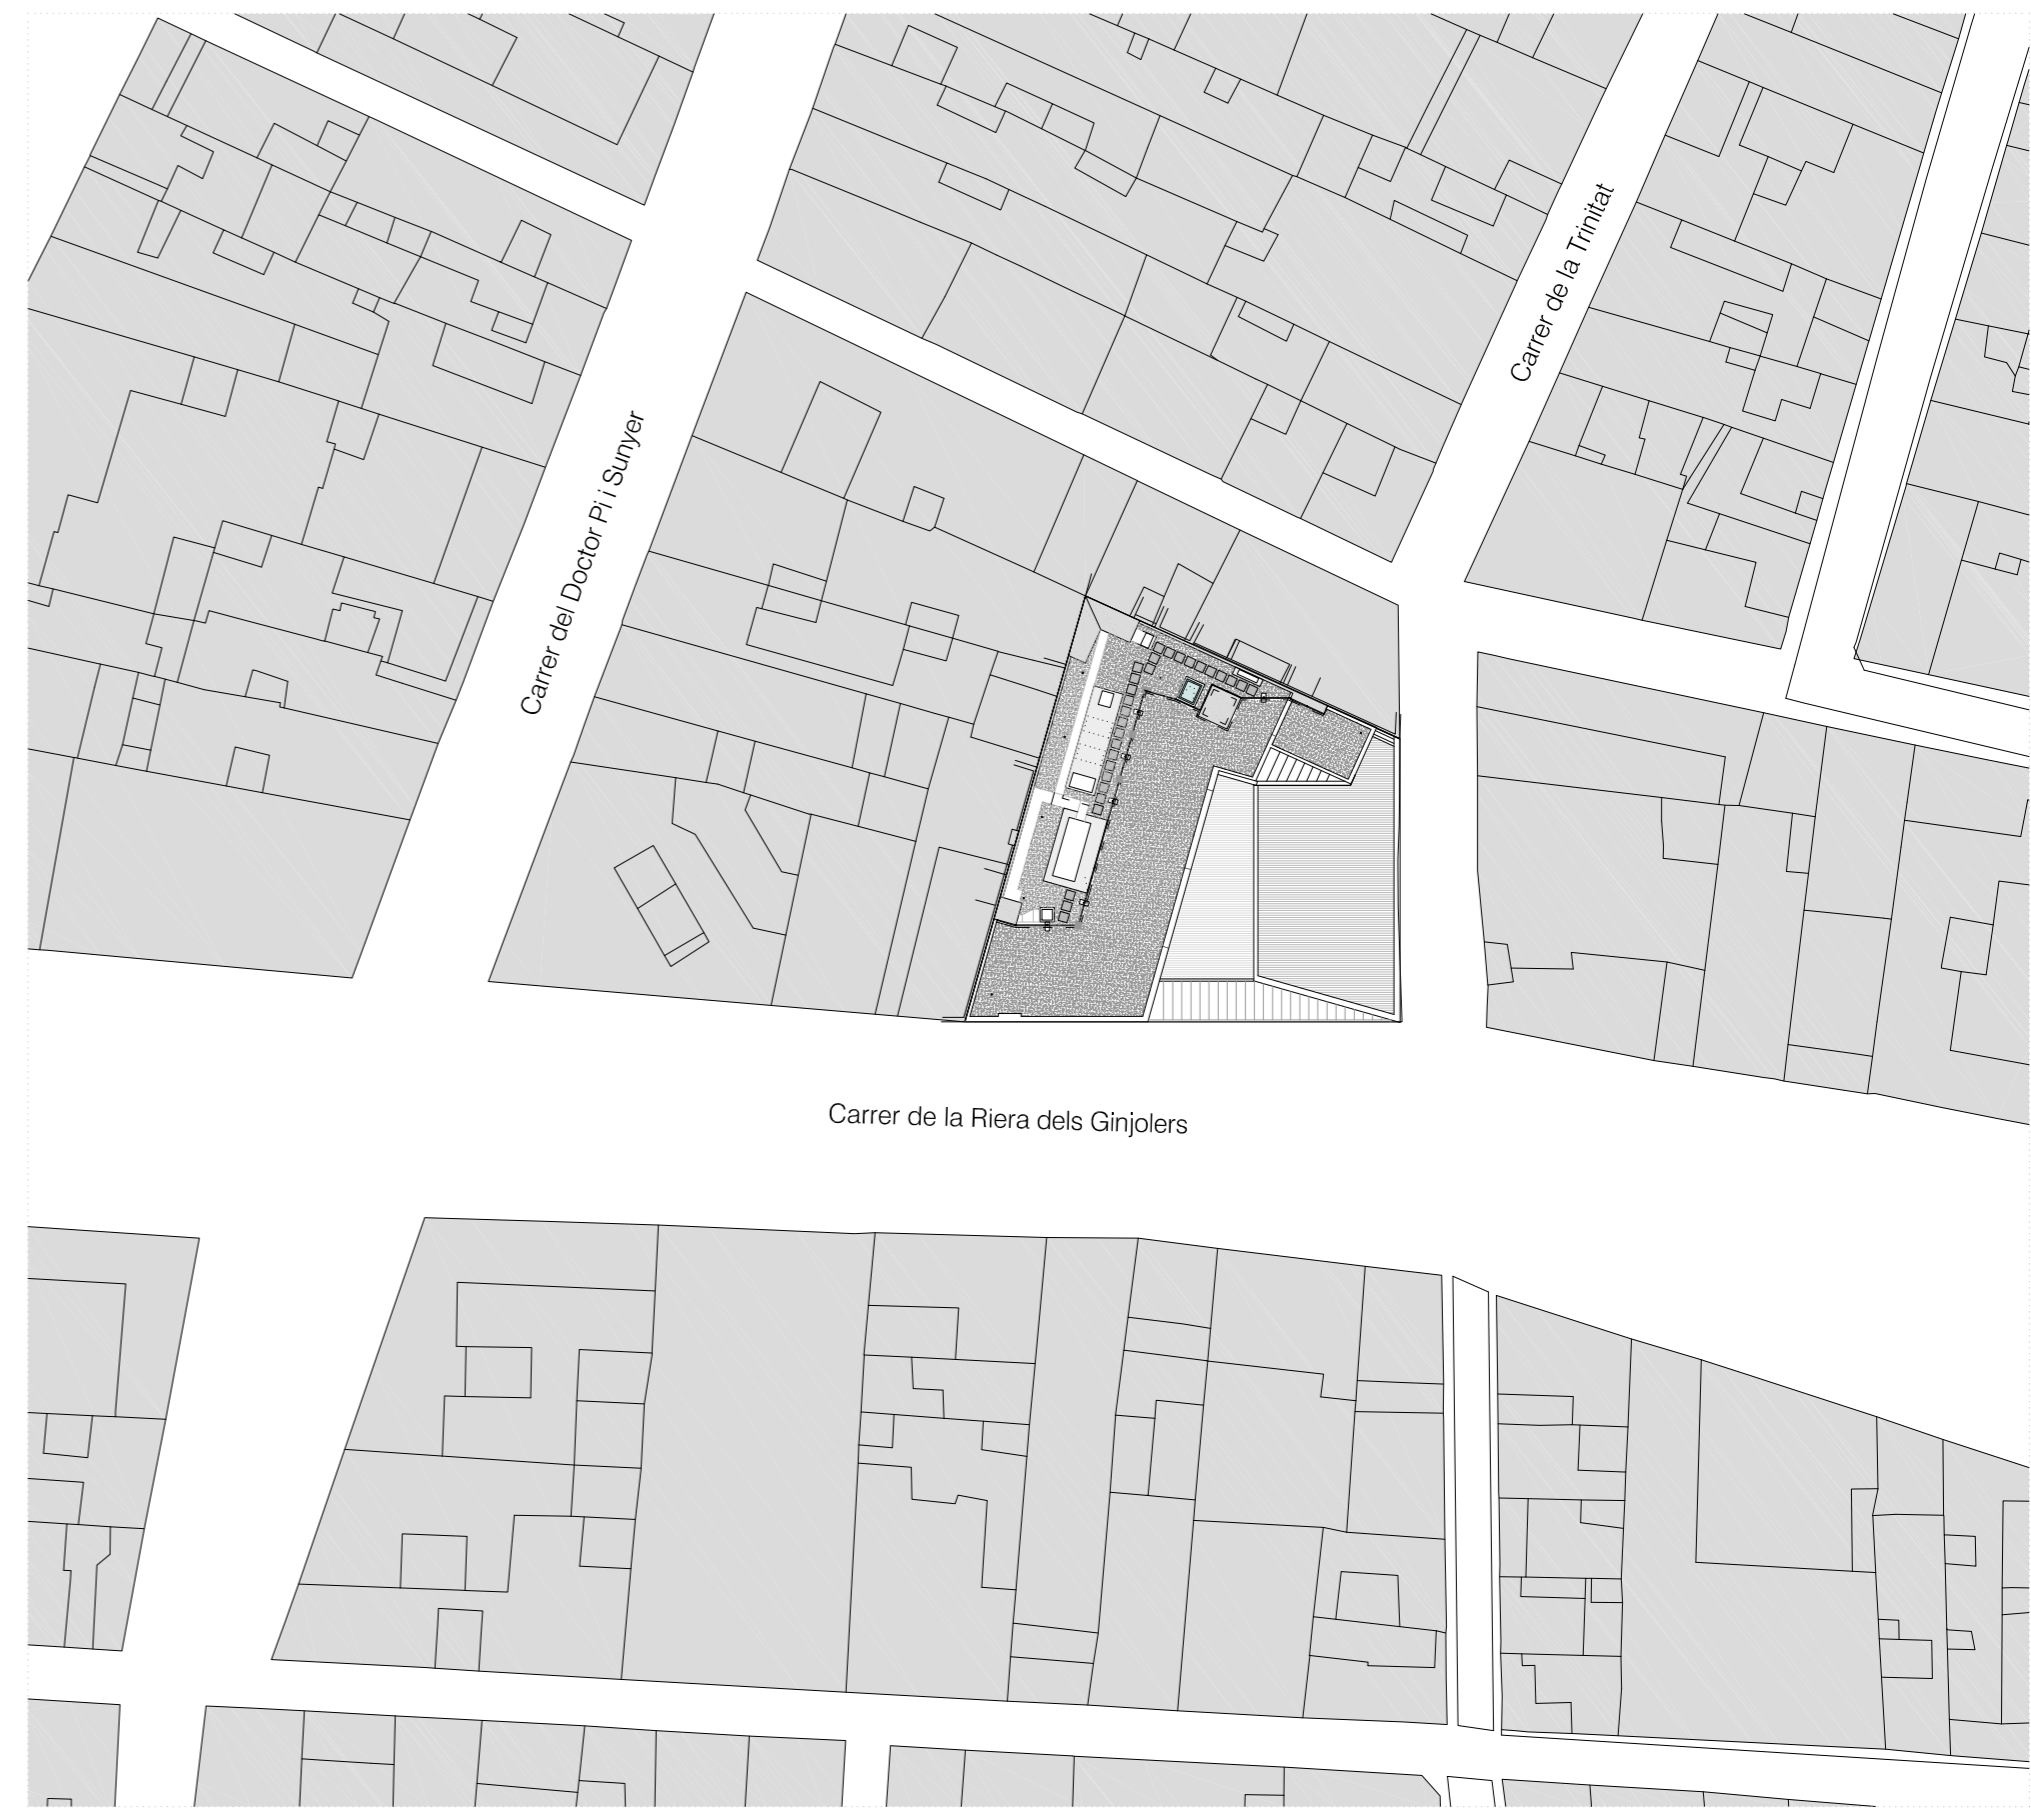 Carrer de la Trinitat
Carrer del Doctor Pi i Sunyer
Carrer de la Riera dels Ginjolers